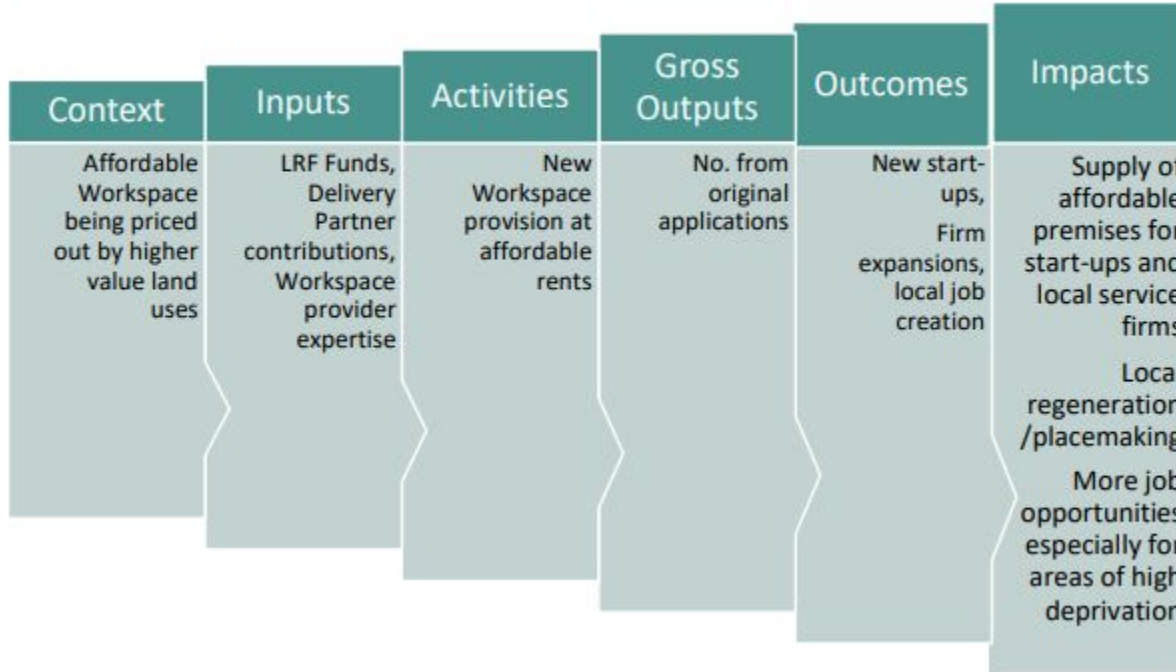 Context
Affordable
Workspace
being priced
out by higher
value land
uses
Inputs
LRF Funds,
Delivery
Partner
contributions,
Workspace
provider
expertise
Activities
New
Workspace
provision at
affordable
rents
Gross
Outputs
No. from
original
applications
Outcomes
New start-
ups,
Firm
expansions,
local job
creation
Impacts
Supply of
affordable
premises for
start-ups and
local service
firms
Local
regeneration
/placemaking
More job
opportunities
especially for
areas of high
deprivation